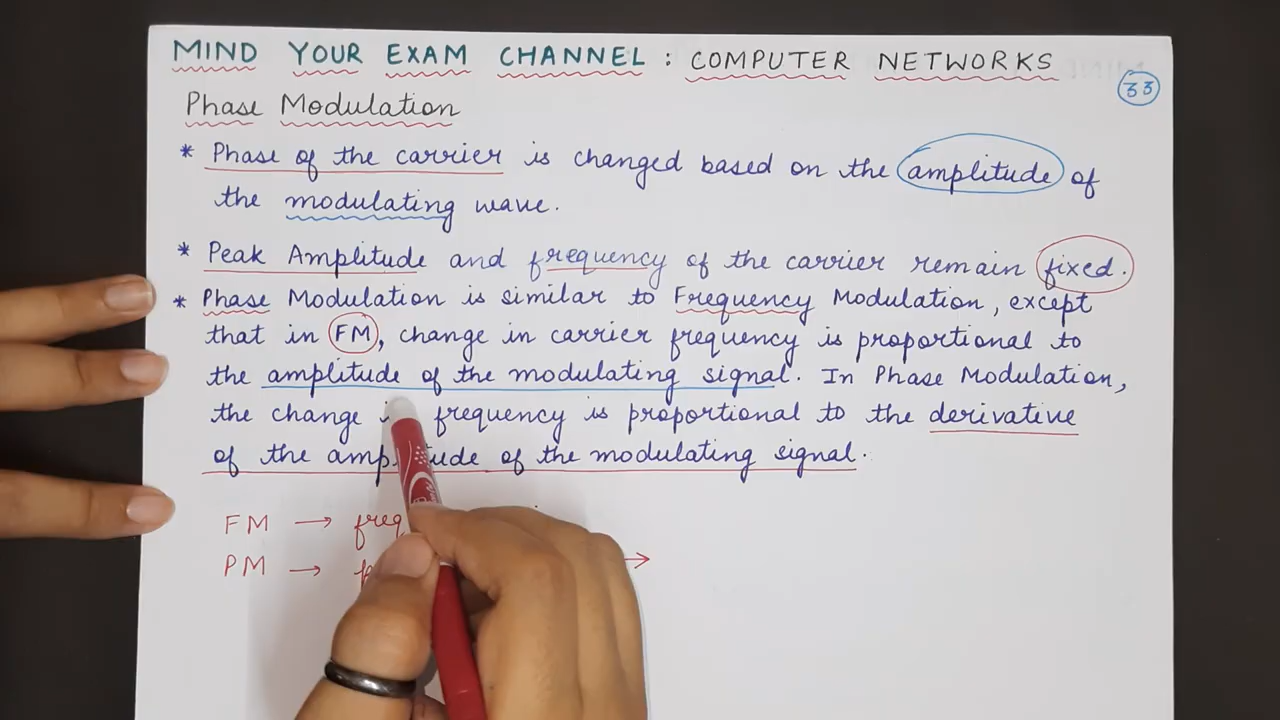 MIND YOUR EXAM CHANNEL : COMPUTER NETWORKS
33
Phase Modulation
* Phase of the carrier is changed based on the amplitude of
the modulating wave.
* Peak Amplitude and frequency of the carrier remain fixed.
* Phase Modulation is similar to Frequency Modulation, except
that in FM, change in carrier frequency is proportional to
the amplitude of the modulating signal. In Phase Modulation,
the change frequency is proportional to the derivative
of the amplitude of the modulating signal.
FM → freq
PM → →